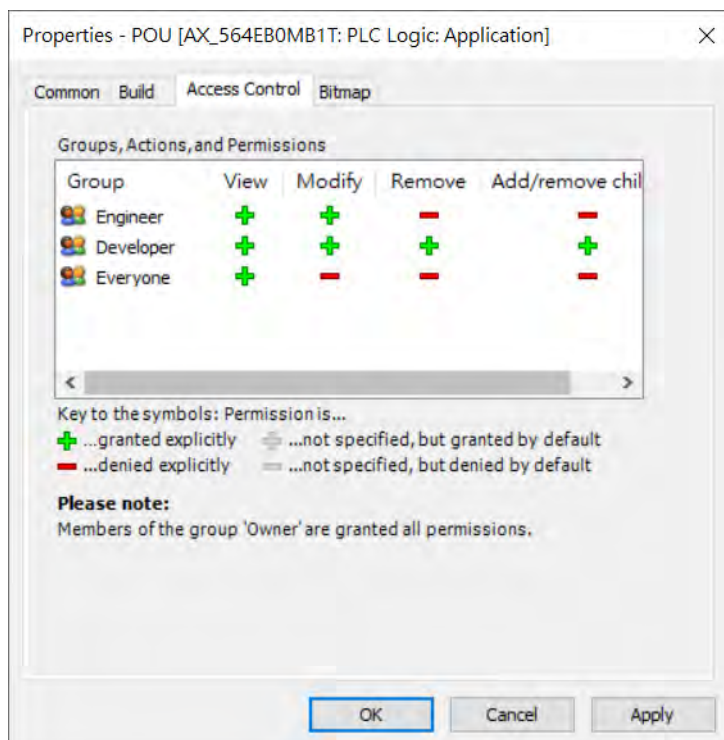 Properties - POU [AX_564EB0MB1T: PLC Logic: Application]
Common Build Access Control Bitmap
Groups, Actions, and Permissions
Group View Modify Remove Add/remove chil
Engineer
Developer
Everyone
Key to the symbols: Permission is...
...granted explicitly ...not specified, but granted by default
...denied explicitly ...not specified, but denied by default
Please note:
Members of the group 'Owner' are granted all permissions.
OK Cancel Apply